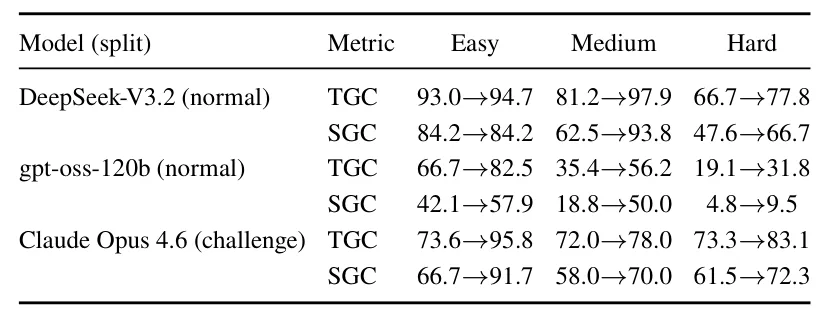 Model (split) Metric Easy Medium Hard
DeepSeek-V3.2 (normal) TGC 93.0→94.7 81.2→97.9 66.7→77.8
SGC 84.2→84.2 62.5→93.8 47.6→66.7
gpt-oss-120b (normal) TGC 66.7→82.5 35.4→56.2 19.1→31.8
SGC 42.1→57.9 18.8→50.0 4.8→9.5
Claude Opus 4.6 (challenge) TGC 73.6→95.8 72.0→78.0 73.3→83.1
SGC 66.7→91.7 58.0→70.0 61.5→72.3